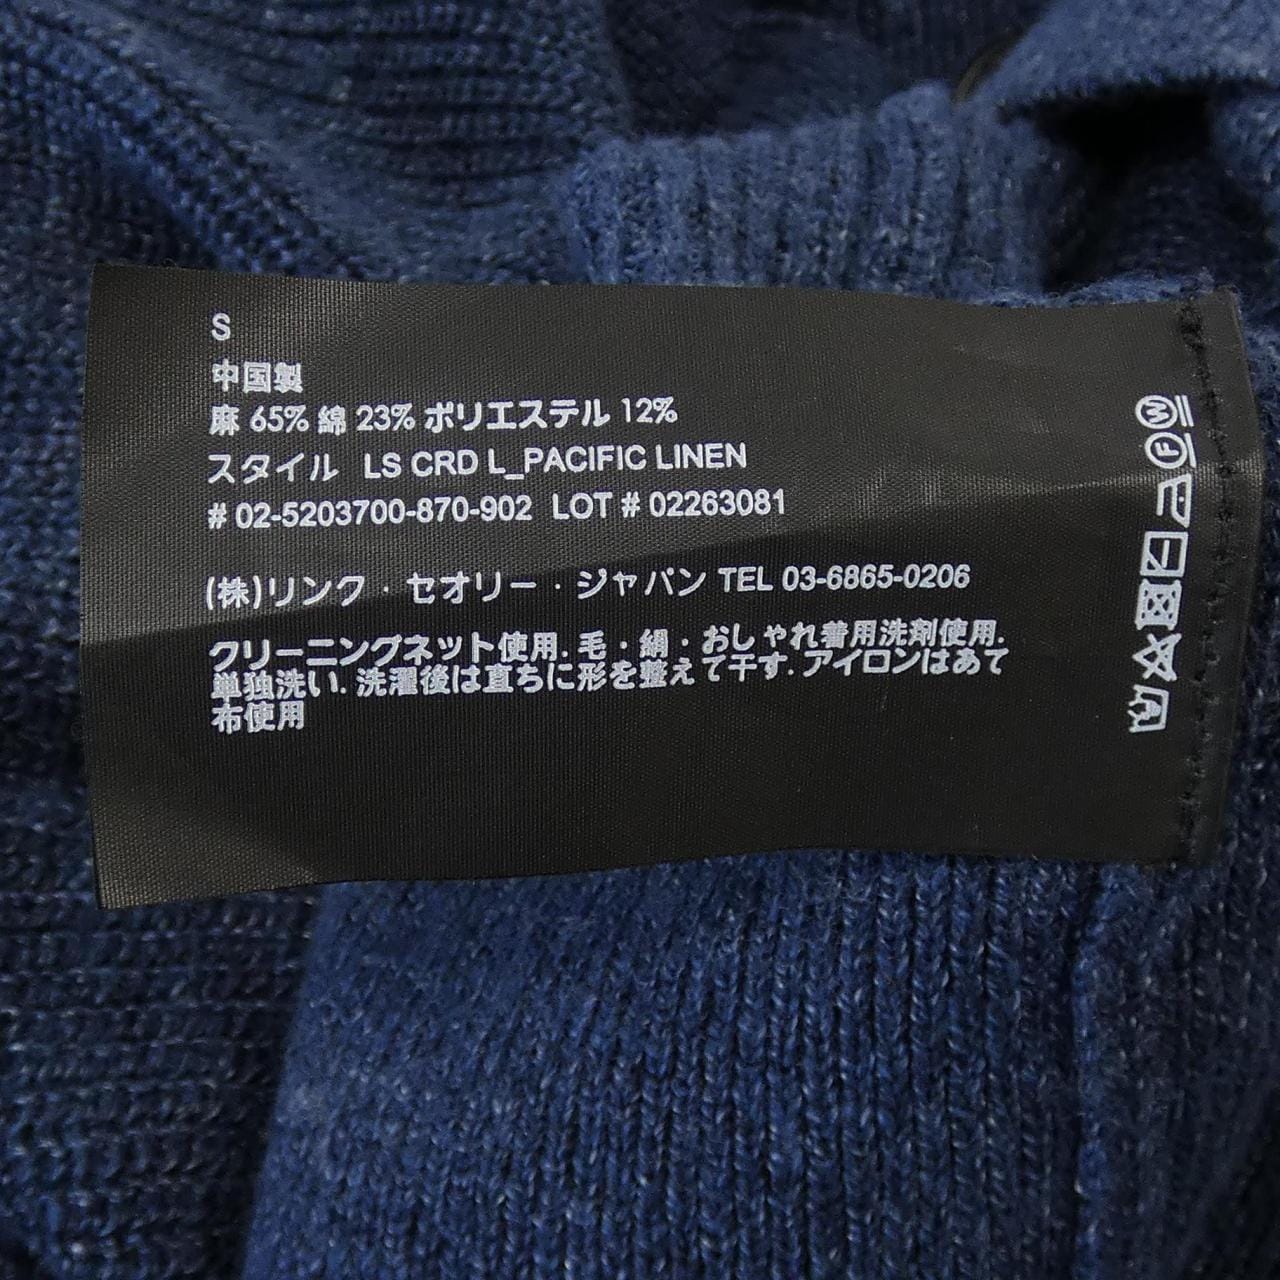 S
中国製
麻 65% 綿 23% ポリエステル 12%
スタイル LS CRD L_PACIFIC LINEN
# 02-5203700-870-902 LOT # 02263081
(株)リンク・セオリー・ジャパン TEL 03-6865-0206
クリーニングネット使用. 毛・絹・おしゃれ着用洗剤使用.
単独洗い. 洗濯後は直ちに形を整えて干す. アイロンはあて
布使用
W
F